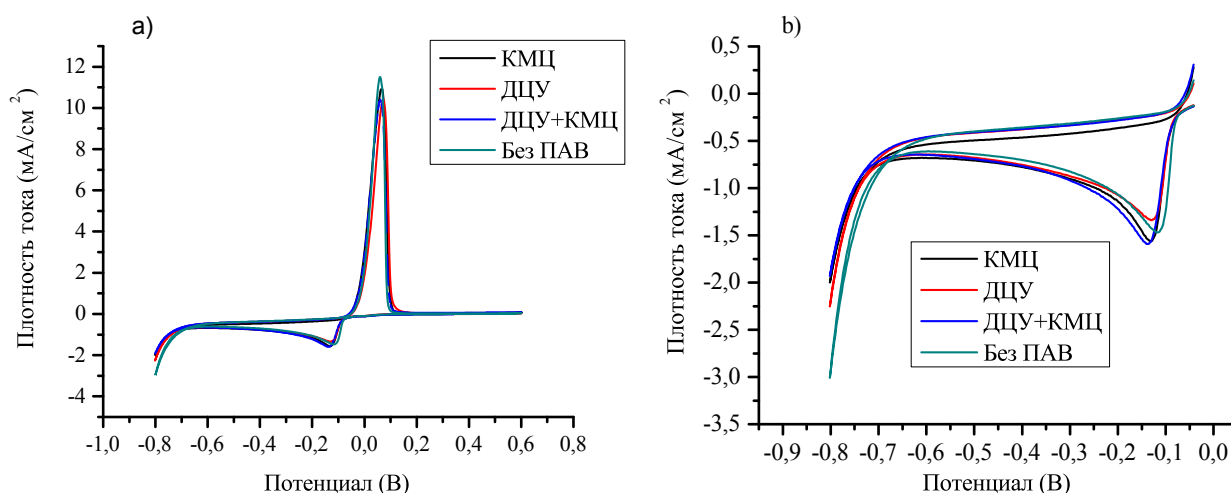 a)
КМЦ
ДЦУ
ДЦУ+КМЦ
Без ПАВ
Плотность тока (мА/см 2)
12
10
8
6
4
2
0
-2
-4
-1,0 -0,8 -0,6 -0,4 -0,2 0,0 0,2 0,4 0,6 0,8
Потенциал (В)
b)
Плотность тока (мА/см 2)
0,5
0,0
-0,5
-1,0
-1,5
-2,0
-2,5
-3,0
-3,5
КМЦ
ДЦУ
ДЦУ+КМЦ
Без ПАВ
-0,9 -0,8 -0,7 -0,6 -0,5 -0,4 -0,3 -0,2 -0,1 0,0
Потенциал (В)